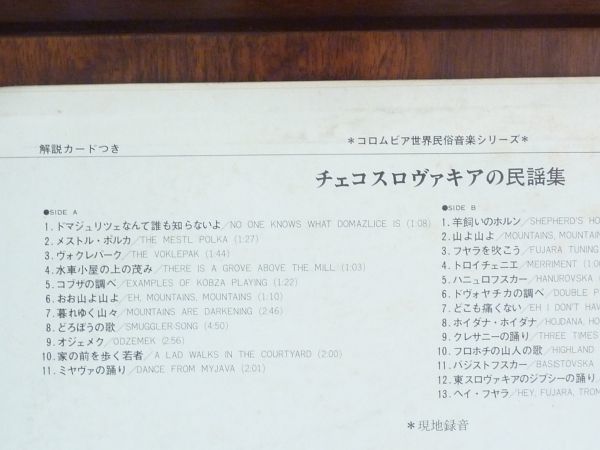 解説カードつき
＊コロムビア世界民俗音楽シリーズ＊
チェコスロヴァキアの民謡集
●SIDE A
1. ドマジュリツェなんて誰も知らないよ／NO ONE KNOWS WHAT DOMAZLICE IS (1:08)
2. メストル・ポルカ／THE MESTL POLKA (1:27)
3. ヴォクレパーク／THE VOKLEPAK (1:44)
4. 水車小屋の上の茂み／THERE IS A GROVE ABOVE THE MILL (1:03)
5. コブザの調べ／EXAMPLES OF KOBZA PLAYING (1:22)
6. おお山よ山よ／EH, MOUNTAINS, MOUNTAINS (1:10)
7. 暮れゆく山々／MOUNTAINS ARE DARKENING (2:46)
8. どろぼうの歌／SMUGGLER-SONG (4:50)
9. オジェメク／ODZEMEK (2:56)
10. 家の前を歩く若者／A LAD WALKS IN THE COURTYARD (2:00)
11. ミヤヴァの踊り／DANCE FROM MYJAVA (2:01)
●SIDE B
1. 羊飼いのホルン／SHEPHERD'S HO
2. 山よ山よ／MOUNTAINS, MOUNTAIN
3. フヤラを吹こう／FUJARA TUNING
4. トロイチェニエ／MERRIMENT (1:0
5. ハニュロフスカー／HANUROVSKA (
6. ドヴォヤチカの調べ／DOUBLE P
7. どこも痛くない／EH I DON'T HAV
8. ホイダナ・ホイダナ／HOJDANA, HO
9. クレサニーの踊り／THREE TIMES
10. フロホチの山人の歌／HIGHLAND
11. バシストフスカー／BASISTOVSKA
12. 東スロヴァキアのジプシーの踊り／
13. ヘイ・フヤラ／HEY, FUJARA, TROM
＊現地録音